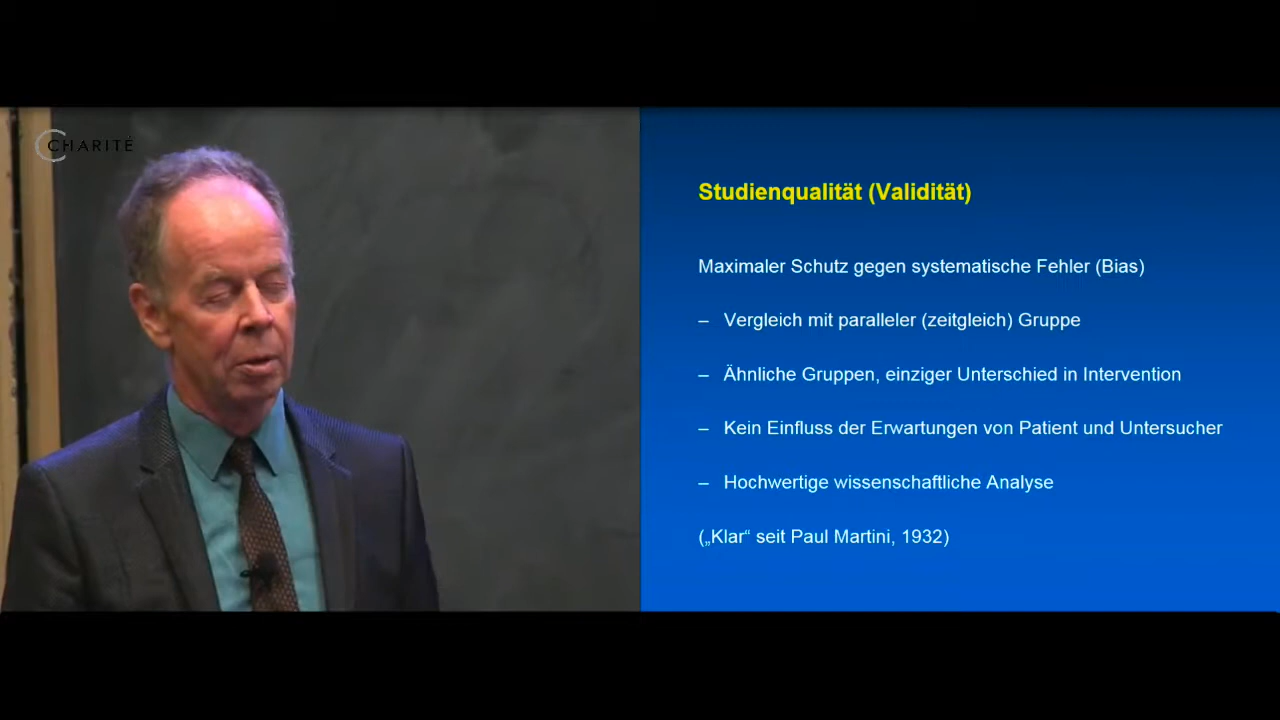 CHARITÉ
Studienqualität (Validität)
Maximaler Schutz gegen systematische Fehler (Bias)
– Vergleich mit paralleler (zeitgleich) Gruppe
– Ähnliche Gruppen, einziger Unterschied in Intervention
– Kein Einfluss der Erwartungen von Patient und Untersucher
– Hochwertige wissenschaftliche Analyse
(„Klar“ seit Paul Martini, 1932)